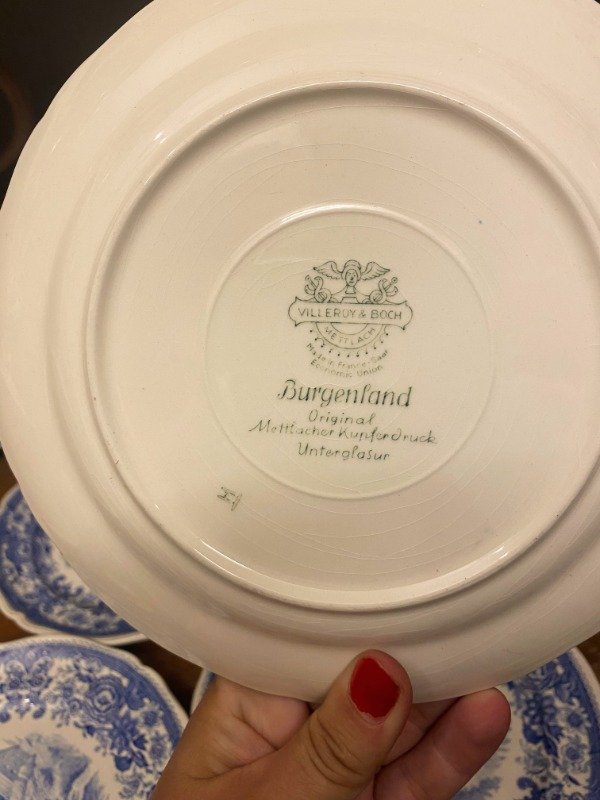 VILLEROY & BOCH
METTLACH
Made in France-Saar
Economic Union
Burgenland
Original
Mettlacher Kupferdruck
Unterglasur